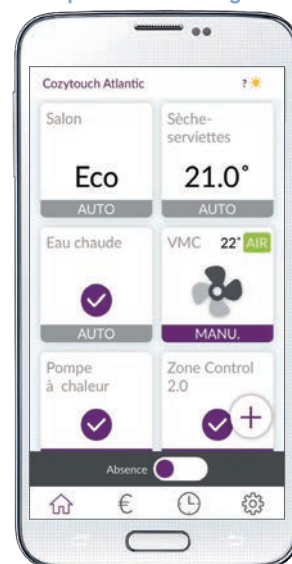 Cozytouch Atlantic ?
Salon
Eco
AUTO
Sèche-
serviettes
21.0°
AUTO
Eau chaude
AUTO
VMC 22° AIR
MANU.
Pompe
à chaleur
Zone Control
2.0
+
Absence
€